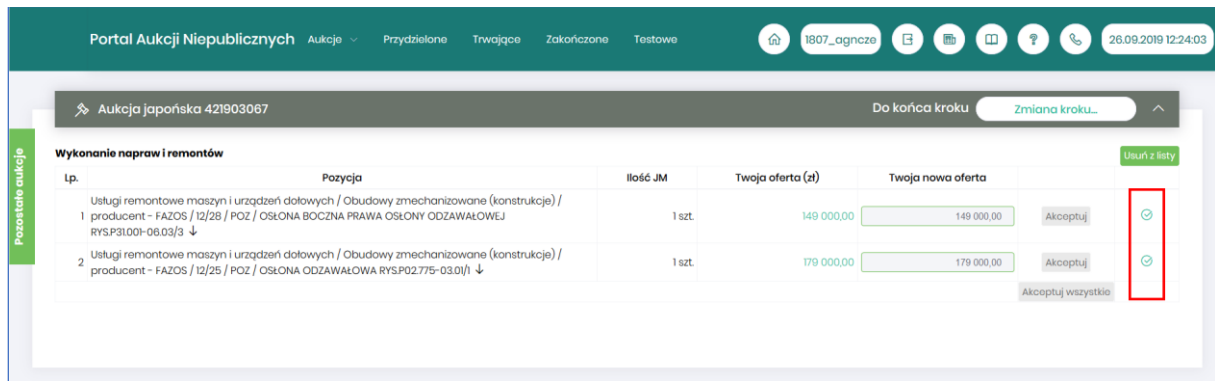 Portal Aukcji Niepublicznych Aukcje Przydzielone Trwające Zakończone Testowe 1807_agncze 26.09.2019 12:24:03
Aukcja japońska 421903067 Do końca kroku Zmiana kroku...
Pozostałe aukcje
Wykonanie napraw i remontów Usuń z listy
Lp. Pozycja Ilość JM Twoja oferta (zł) Twoja nowa oferta
Usługi remontowe maszyn i urządzeń dołowych / Obudowy zmechanizowane (konstrukcje) /
1 producent - FAZOS / 12/28 / POZ / OSŁONA BOCZNA PRAWA OSŁONY ODZAWAŁOWEJ 1 szt. 149 000,00 149 000,00 Akceptuj
RYS.P31.001-06.03/3 ↓
Usługi remontowe maszyn i urządzeń dołowych / Obudowy zmechanizowane (konstrukcje) /
2 producent - FAZOS / 12/25 / POZ / OSŁONA ODZAWAŁOWA RYS.P02.775-03.01/1 ↓ 1 szt. 179 000,00 179 000,00 Akceptuj
Akceptuj wszystkie